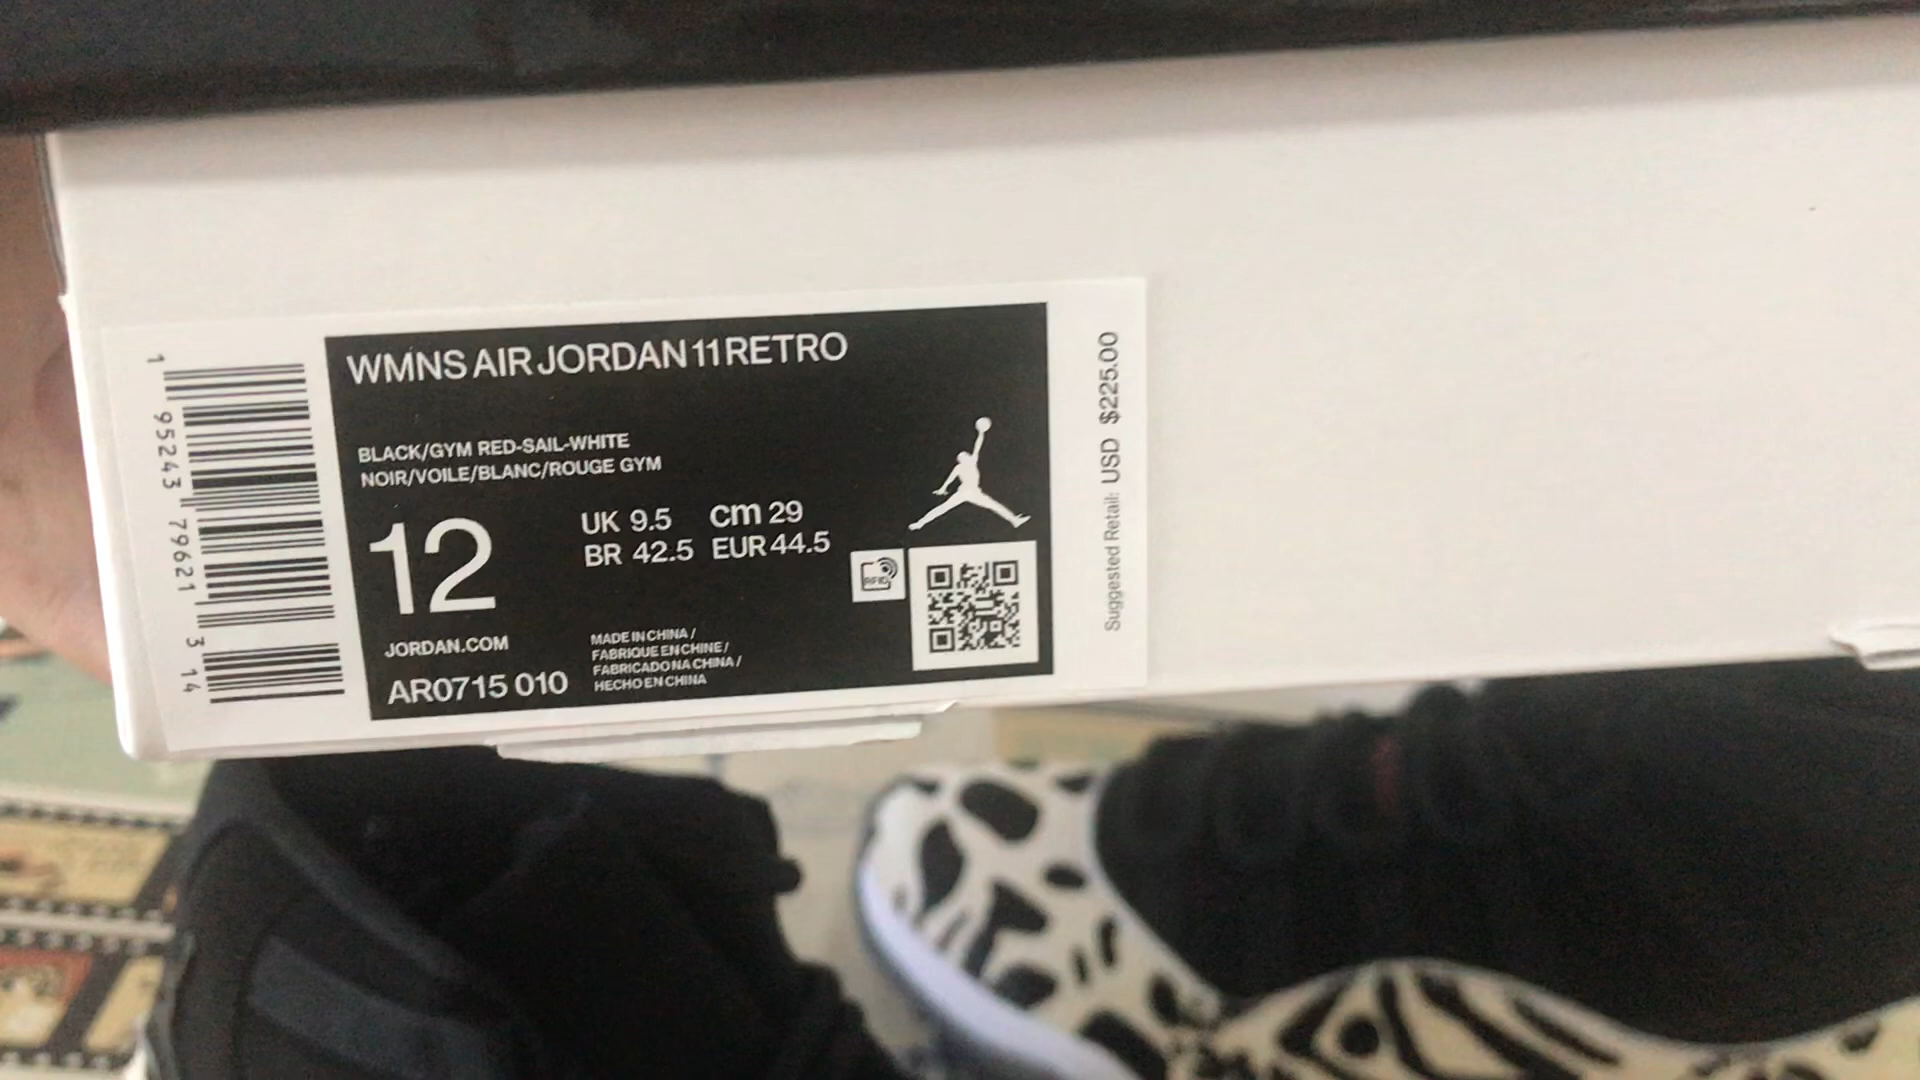 WMNS AIR JORDAN 11 RETRO
BLACK/GYM RED-SAIL-WHITE
NOIR/VOILE/BLANC/ROUGE GYM
12
UK 9.5 cm 29
BR 42.5 EUR 44.5
RFID
JORDAN.COM
AR0715 010
MADE IN CHINA /
FABRIQUE EN CHINE /
FABRICADO NA CHINA /
HECHO EN CHINA
Suggested Retail: USD $225.00
1 95243 79621 3 14